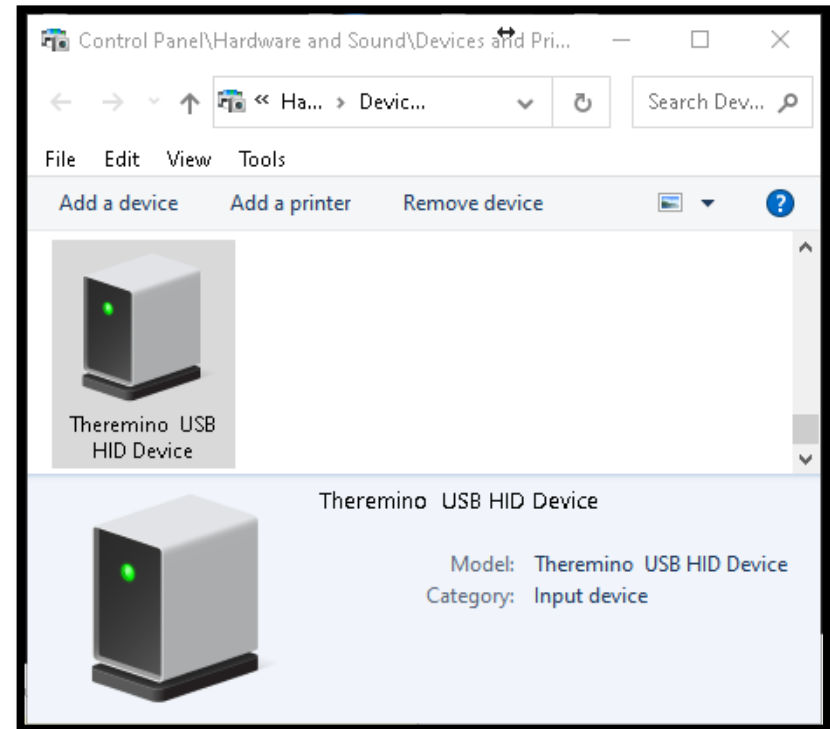 Control Panel\Hardware and Sound\Devices and Pri...
« Ha... › Devic...
Search Dev...
File Edit View Tools
Add a device Add a printer Remove device
?
Theremino USB
HID Device
Theremino USB HID Device
Model: Theremino USB HID Device
Category: Input device